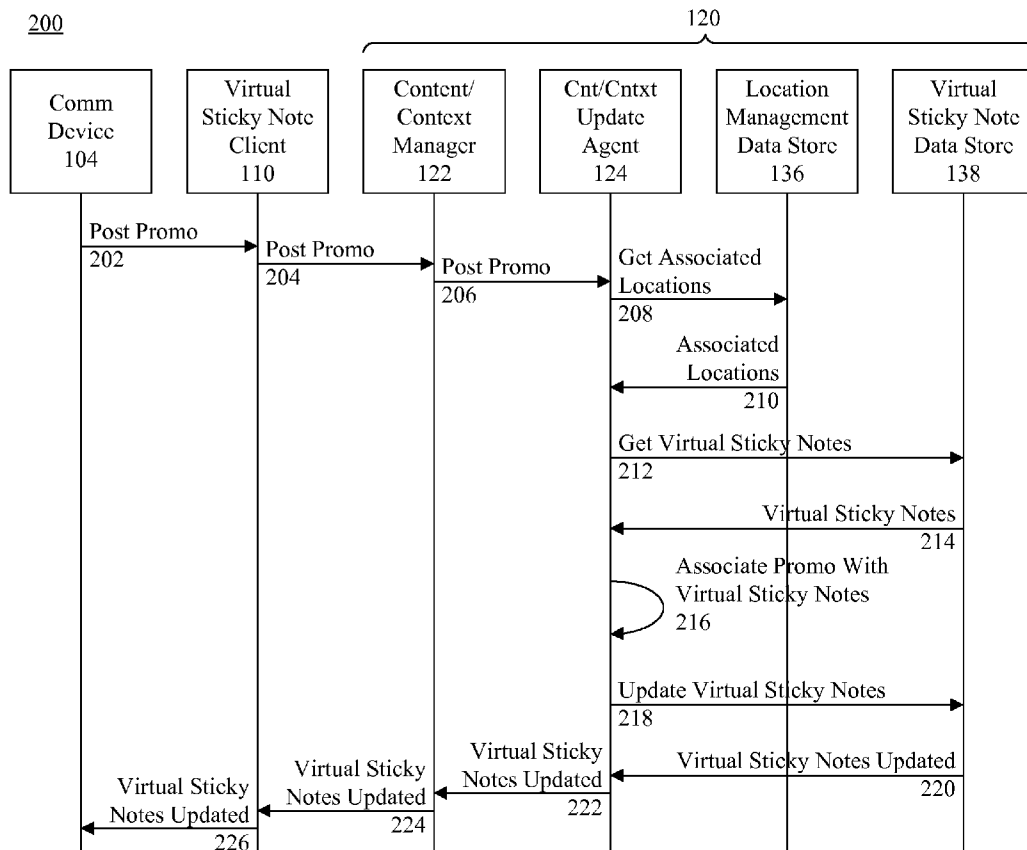 200
120
Comm
Device
104
Virtual
Sticky Note
Client
110
Content/
Context
Manager
122
Cnt/Cntxt
Update
Agent
124
Location
Management
Data Store
136
Virtual
Sticky Note
Data Store
138
Post Promo
202
Post Promo
204
Post Promo
206
Get Associated
Locations
208
Associated
Locations
210
Get Virtual Sticky Notes
212
Virtual Sticky Notes
214
Associate Promo With
Virtual Sticky Notes
216
Update Virtual Sticky Notes
218
Virtual Sticky Notes Updated
220
Virtual Sticky
Notes Updated
222
Virtual Sticky
Notes Updated
224
Virtual Sticky
Notes Updated
226